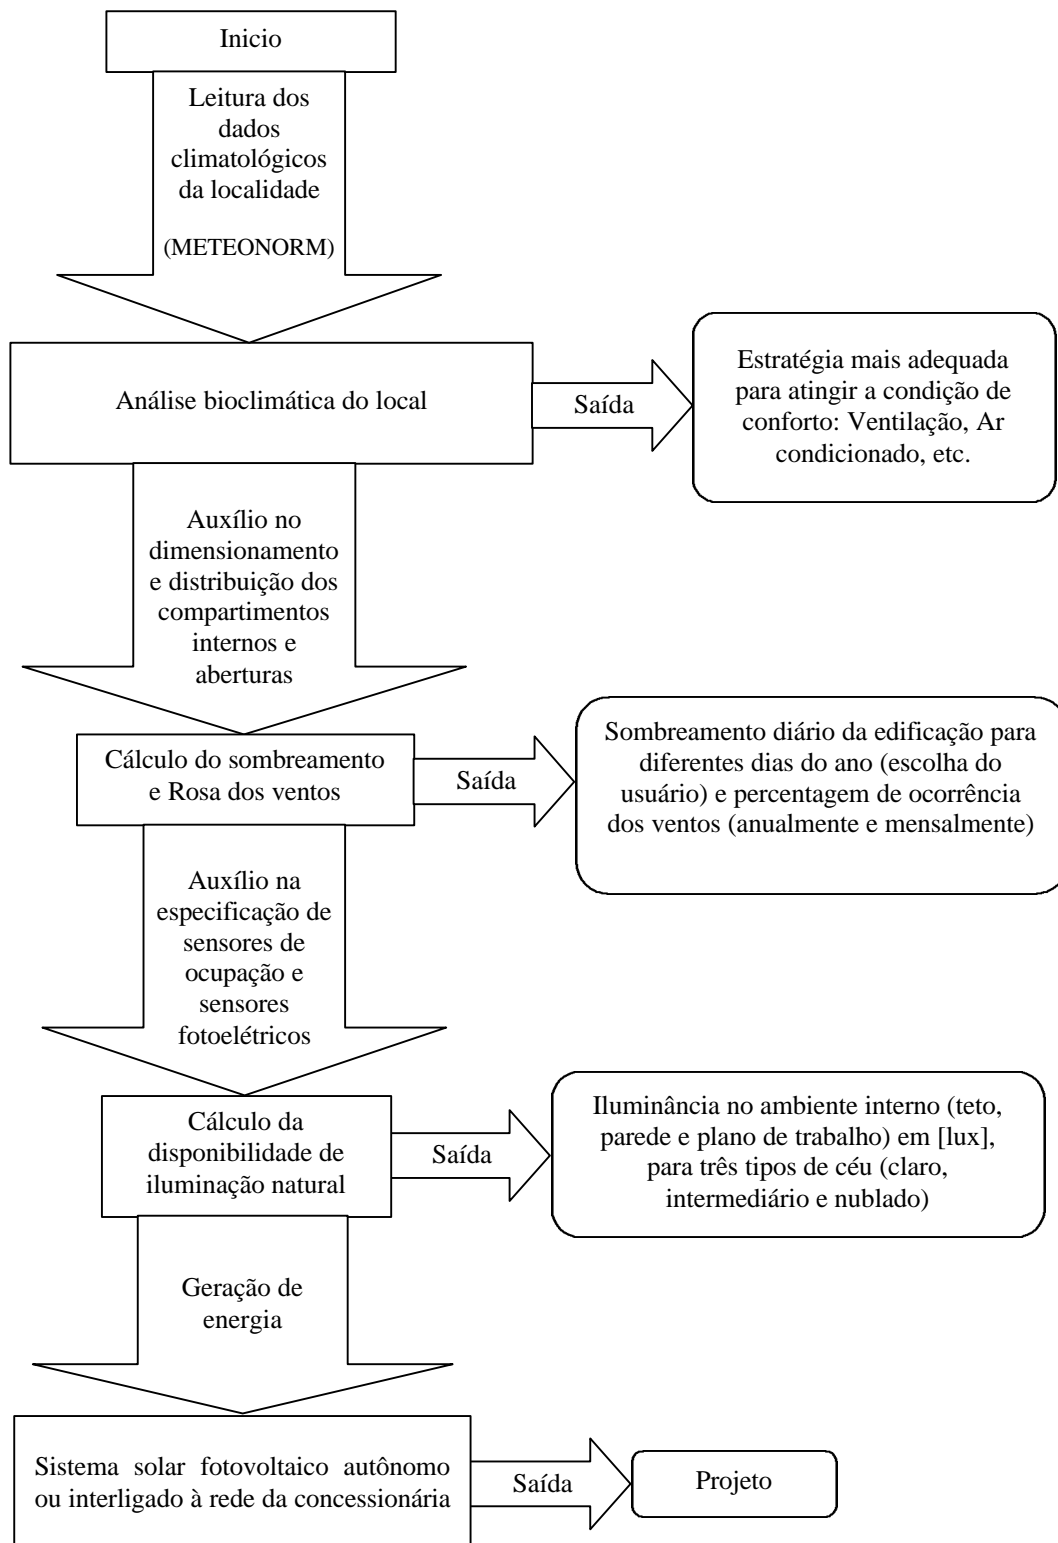 Inicio
Leitura dos
dados
climatológicos
da localidade
(METEONORM)
Análise bioclimática do local
Saída
Estratégia mais adequada
para atingir a condição de
conforto: Ventilação, Ar
condicionado, etc.
Auxílio no
dimensionamento
e distribuição dos
compartimentos
internos e
aberturas
Cálculo do sombreamento
e Rosa dos ventos
Saída
Sombreamento diário da edificação para
diferentes dias do ano (escolha do
usuário) e percentagem de ocorrência
dos ventos (anualmente e mensalmente)
Auxílio na
especificação de
sensores de
ocupação e
sensores
fotoelétricos
Cálculo da
disponibilidade de
iluminação natural
Saída
Iluminância no ambiente interno (teto,
parede e plano de trabalho) em [lux],
para três tipos de céu (claro,
intermediário e nublado)
Geração de
energia
Sistema solar fotovoltaico autônomo
ou interligado à rede da concessionária
Saída
Projeto